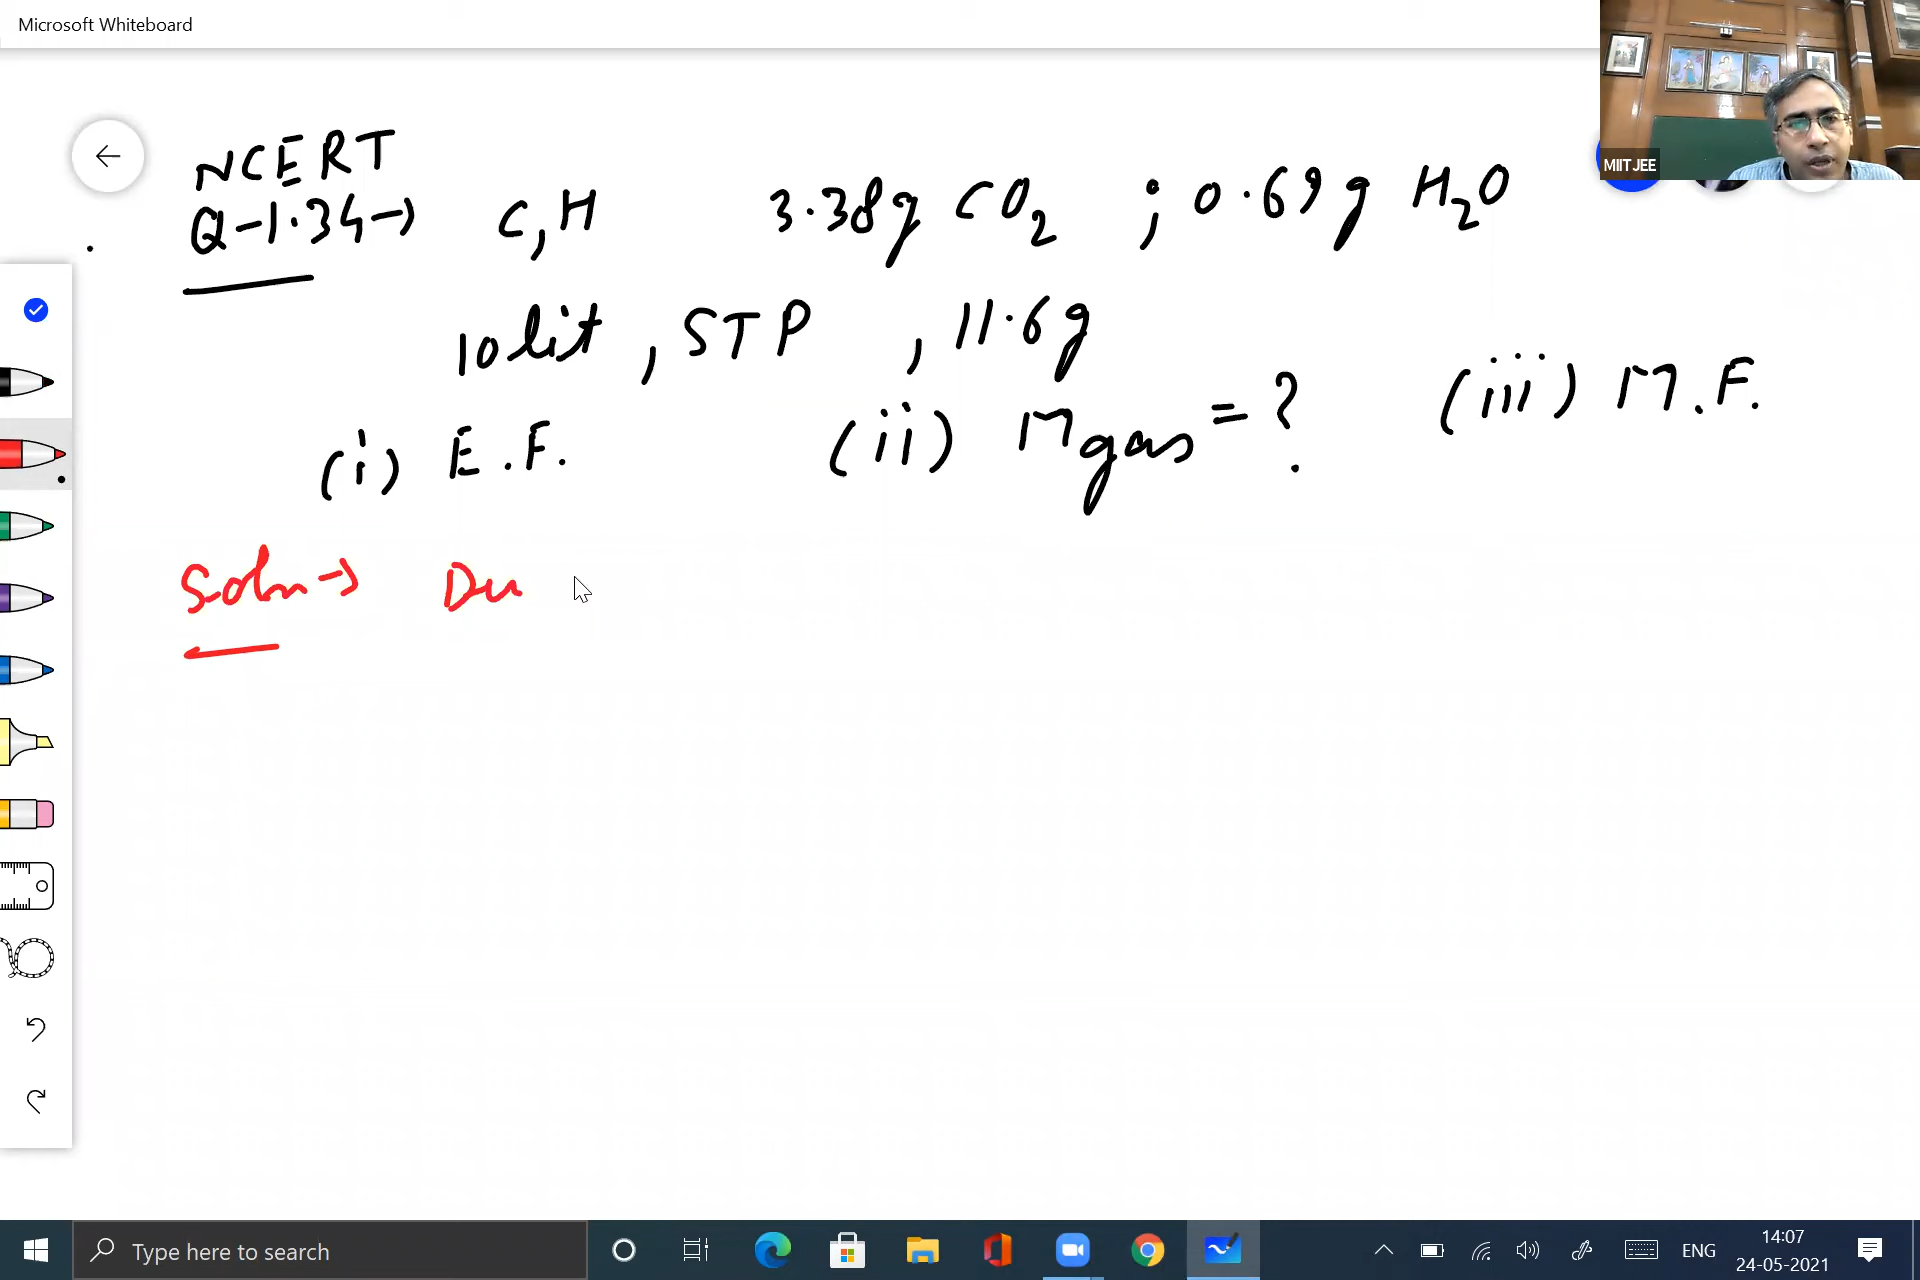 Microsoft Whiteboard
MIIT JEE
NCERT
Q-1.34→ C,H 3.38g CO2 ; 0.69g H2O
10 lit , STP , 11.6g
(i) E.F. (ii) Mgas = ? (iii) M.F.
Soln→ Du
Type here to search
ENG
14:07
24-05-2021